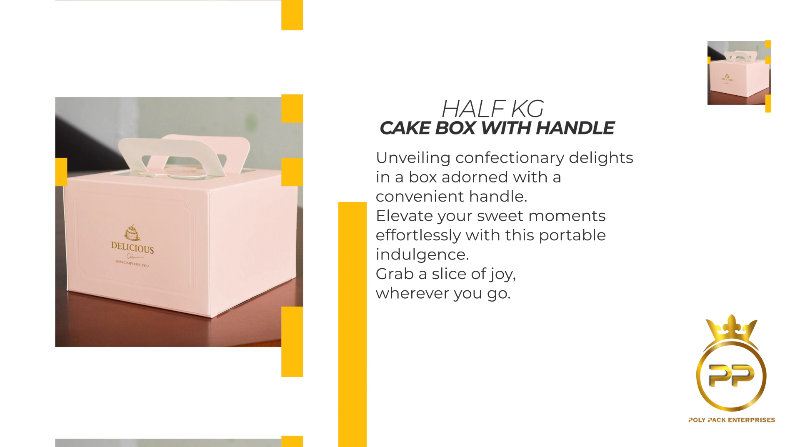 HALF KG
CAKE BOX WITH HANDLE
Unveiling confectionary delights
in a box adorned with a
convenient handle.
Elevate your sweet moments
effortlessly with this portable
indulgence.
Grab a slice of joy,
wherever you go.
DELICIOUS
PP
POLY PACK ENTERPRISES